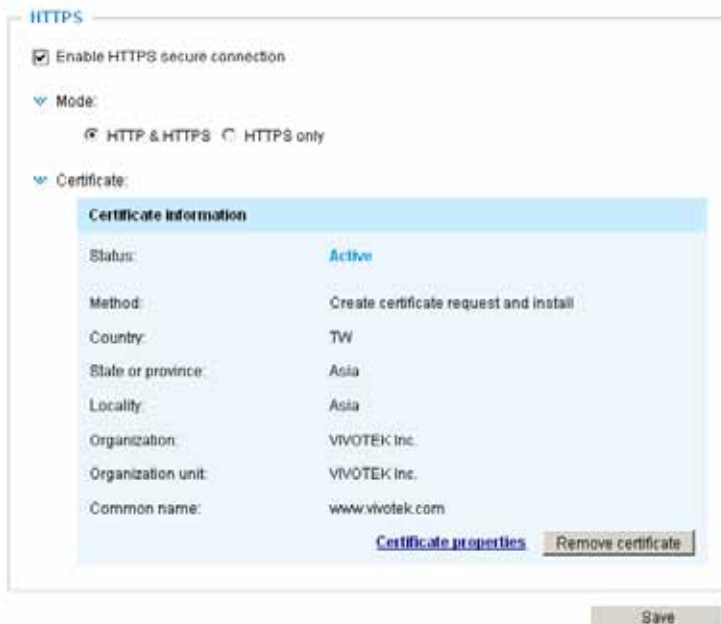 HTTPS
Enable HTTPS secure connection
Mode:
HTTP & HTTPS HTTPS only
Certificate:
Certificate information
Status: Active
Method: Create certificate request and install
Country: TW
State or province: Asia
Locality: Asia
Organization: VIVOTEK Inc.
Organization unit: VIVOTEK Inc.
Common name: www.vivotek.com
Certificate properties Remove certificate
Save